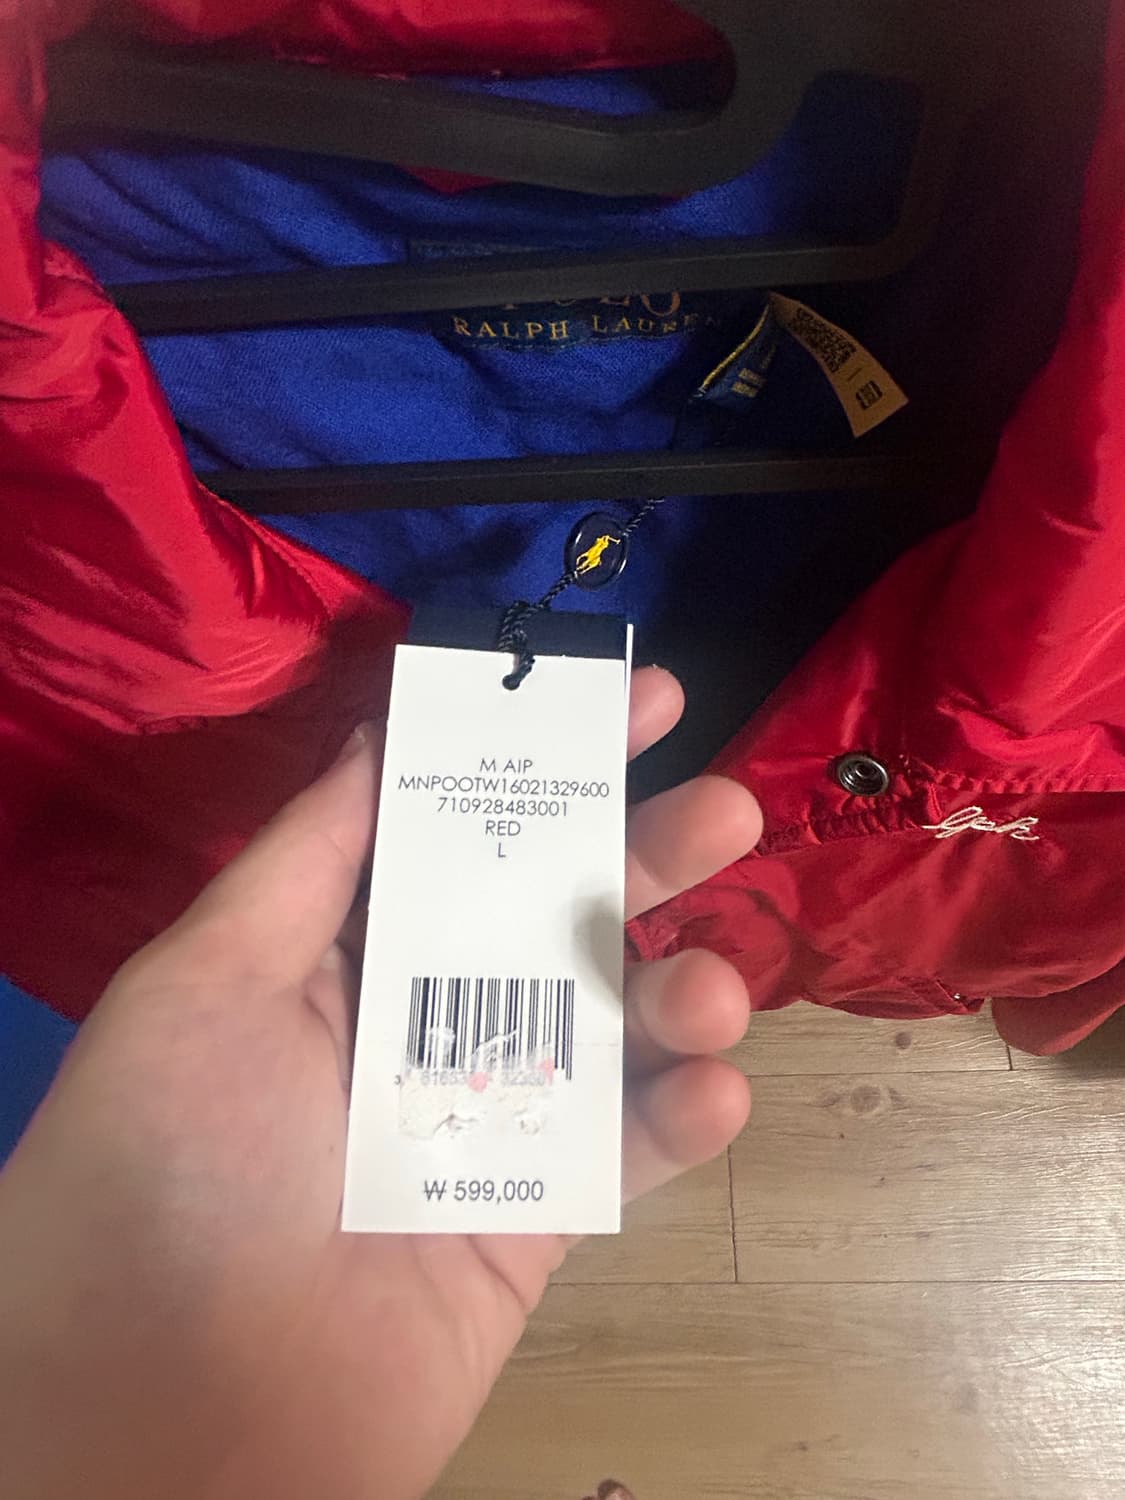 RALPH LAUREN
M AIP
MNPOOTW16021329600
710928483001
RED
L
₩ 599,000